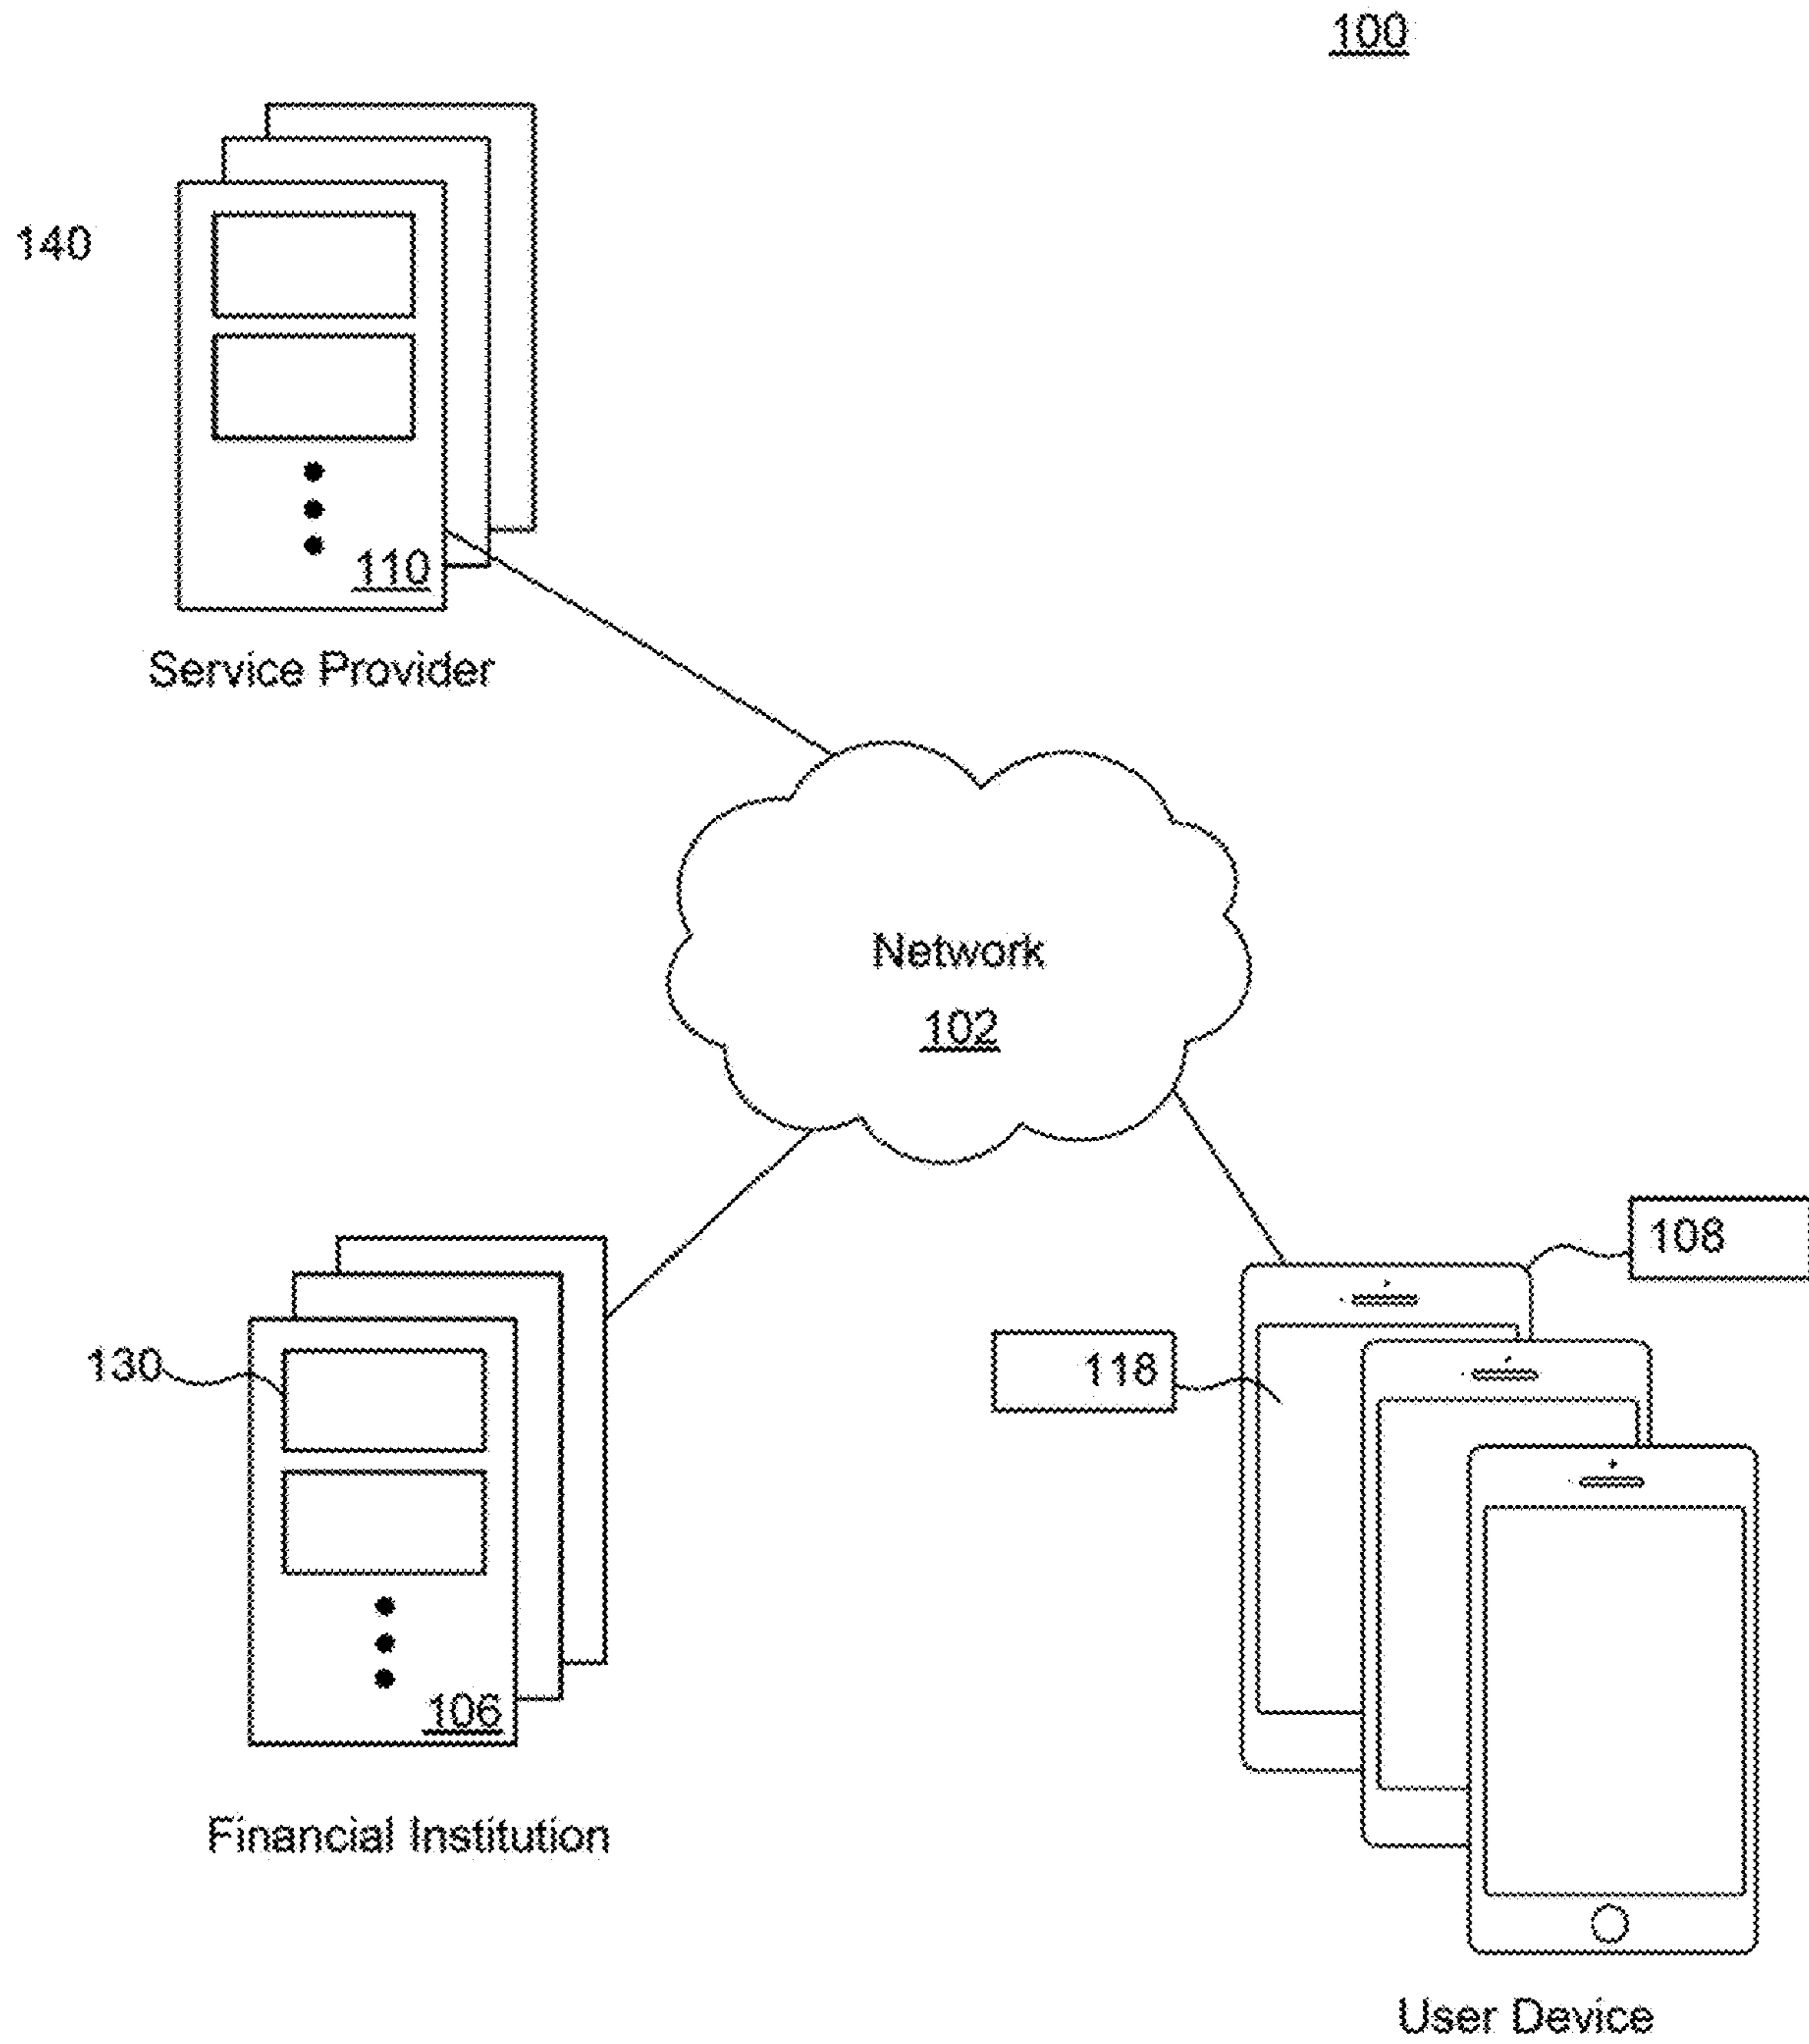 100
140
110
Service Provider
Network
102
108
118
130
106
Financial Institution
User Device